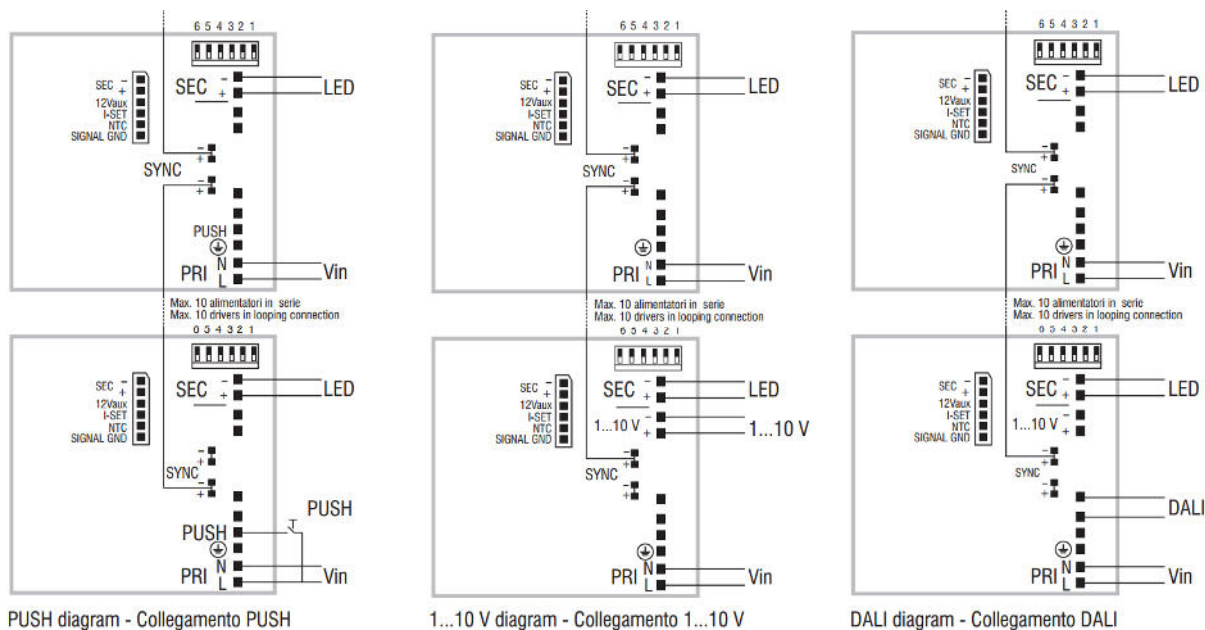 6 5 4 3 2 1
SEC -
+
12Vaux
I-SET
NTC
SIGNAL GND
SEC -
+
LED
-
+
SYNC
-
+
PUSH
PRI N
L
Vin
Max. 10 alimentatori in serie
Max. 10 drivers in looping connection
6 5 4 3 2 1
SEC -
+
12Vaux
I-SET
NTC
SIGNAL GND
SEC -
+
LED
-
+
SYNC
-
+
PUSH
PUSH
PRI N
L
Vin
PUSH diagram - Collegamento PUSH
6 5 4 3 2 1
SEC -
+
12Vaux
I-SET
NTC
SIGNAL GND
SEC -
+
LED
-
+
SYNC
-
+
PRI N
L
Vin
Max. 10 alimentatori in serie
Max. 10 drivers in looping connection
6 5 4 3 2 1
SEC -
+
12Vaux
I-SET
NTC
SIGNAL GND
SEC -
+
LED
1...10 V -
+
1...10 V
-
+
SYNC
-
+
PRI N
L
Vin
1...10 V diagram - Collegamento 1...10 V
6 5 4 3 2 1
SEC -
+
12Vaux
I-SET
NTC
SIGNAL GND
SEC -
+
LED
-
+
SYNC
-
+
PRI N
L
Vin
Max. 10 alimentatori in serie
Max. 10 drivers in looping connection
6 5 4 3 2 1
SEC -
+
12Vaux
I-SET
NTC
SIGNAL GND
SEC -
+
LED
1...10 V -
+
-
+
SYNC
-
+
DALI
PRI N
L
Vin
DALI diagram - Collegamento DALI